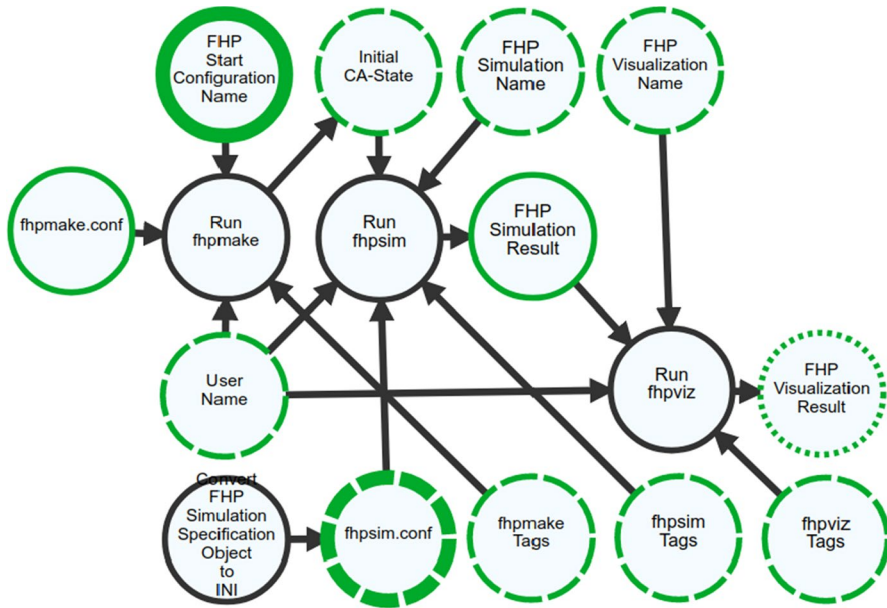 FHP
Start
Configuration
Name
Initial
CA-State
FHP
Simulation
Name
FHP
Visualization
Name
fhpmake.conf
Run
fhpmake
Run
fhpsim
FHP
Simulation
Result
User
Name
Run
fhpviz
FHP
Visualization
Result
Convert
FHP
Simulation
Specification
Object
to
INI
fhpsim.conf
fhpmake
Tags
fhpsim
Tags
fhpviz
Tags